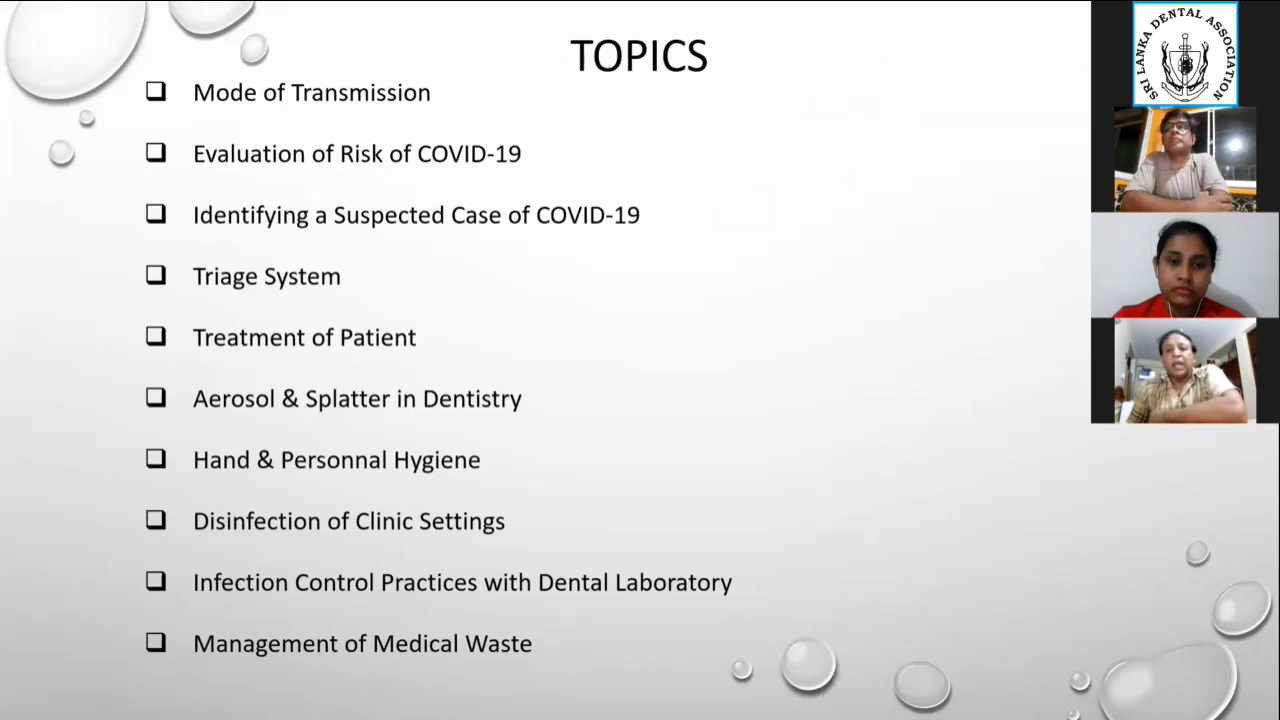 TOPICS
Mode of Transmission
Evaluation of Risk of COVID-19
Identifying a Suspected Case of COVID-19
Triage System
Treatment of Patient
Aerosol & Splatter in Dentistry
Hand & Personnal Hygiene
Disinfection of Clinic Settings
Infection Control Practices with Dental Laboratory
Management of Medical Waste
SRI LANKA DENTAL ASSOCIATION